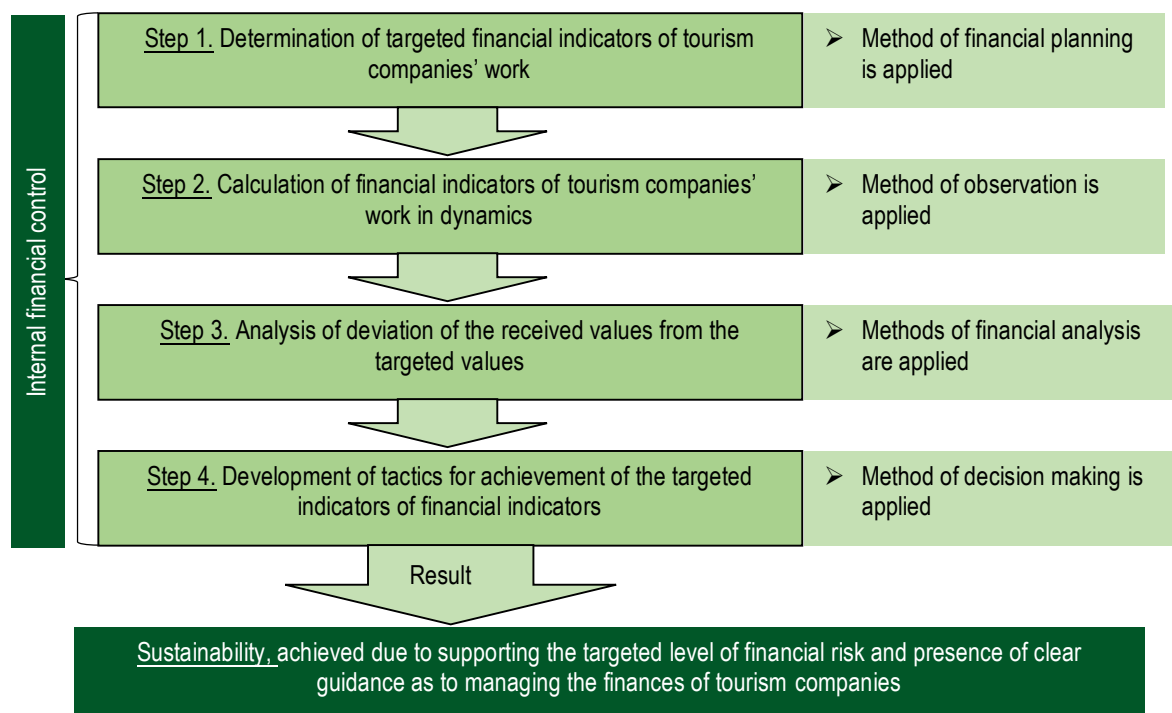 Internal financial control
Step 1. Determination of targeted financial indicators of tourism
companies’ work
➢ Method of financial planning
is applied
Step 2. Calculation of financial indicators of tourism companies’
work in dynamics
➢ Method of observation is
applied
Step 3. Analysis of deviation of the received values from the
targeted values
➢ Methods of financial analysis
are applied
Step 4. Development of tactics for achievement of the targeted
indicators of financial indicators
➢ Method of decision making is
applied
Result
Sustainability, achieved due to supporting the targeted level of financial risk and presence of clear
guidance as to managing the finances of tourism companies